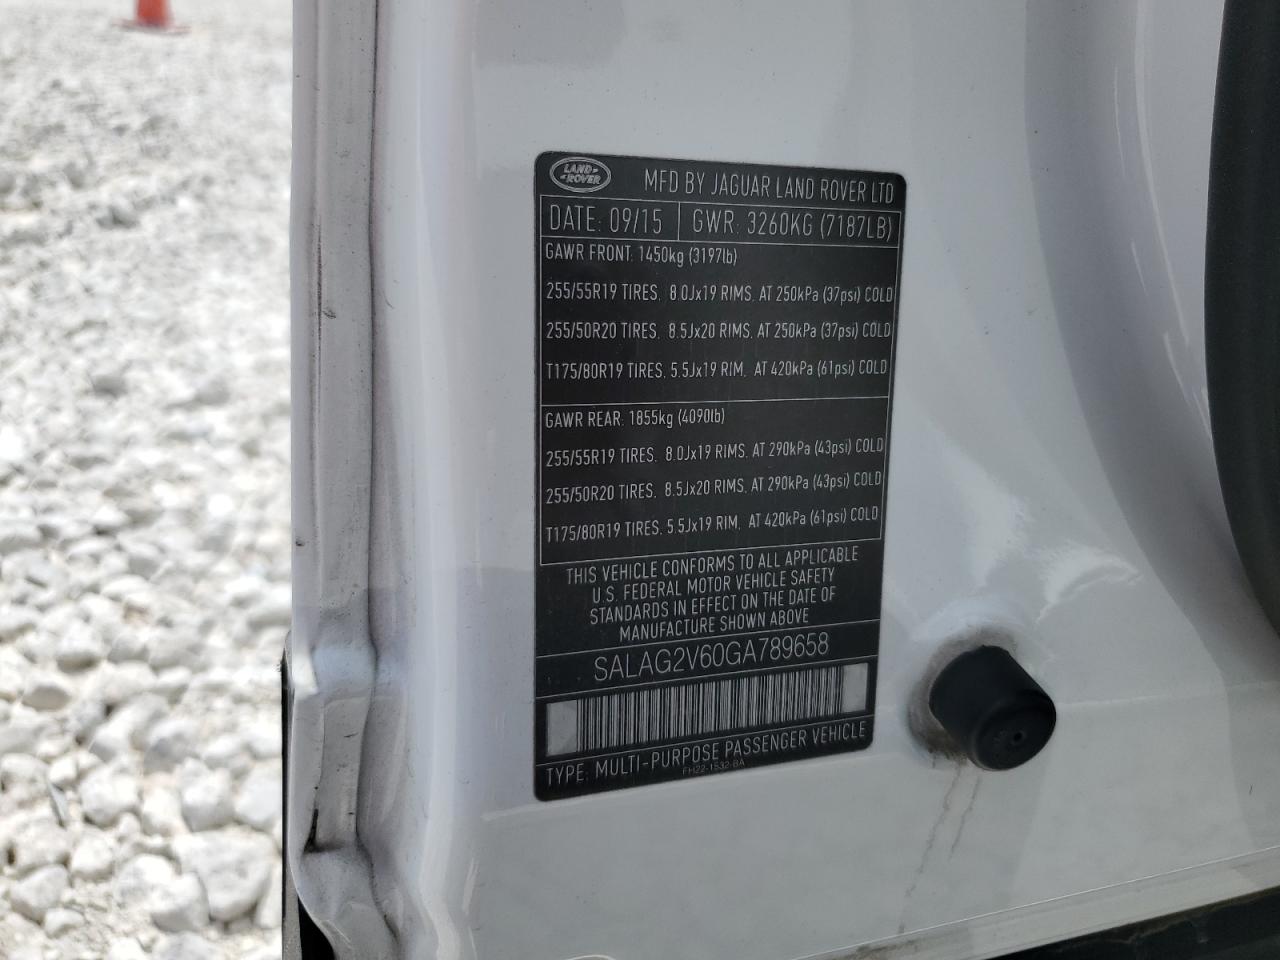 LAND-
-ROVER
MFD BY JAGUAR LAND ROVER LTD
DATE: 09/15 GWR: 3260KG (7187LB)
GAWR FRONT: 1450kg (3197lb)
255/55R19 TIRES, 8.0Jx19 RIMS, AT 250kPa (37psi) COLD
255/50R20 TIRES, 8.5Jx20 RIMS, AT 250kPa (37psi) COLD
T175/80R19 TIRES, 5.5Jx19 RIM, AT 420kPa (61psi) COLD
GAWR REAR: 1855kg (4090lb)
255/55R19 TIRES, 8.0Jx19 RIMS, AT 290kPa (43psi) COLD
255/50R20 TIRES, 8.5Jx20 RIMS, AT 290kPa (43psi) COLD
T175/80R19 TIRES, 5.5Jx19 RIM, AT 420kPa (61psi) COLD
THIS VEHICLE CONFORMS TO ALL APPLICABLE
U.S. FEDERAL MOTOR VEHICLE SAFETY
STANDARDS IN EFFECT ON THE DATE OF
MANUFACTURE SHOWN ABOVE
SALAG2V60GA789658
TYPE: MULTI-PURPOSE PASSENGER VEHICLE
FH22-1532-BA